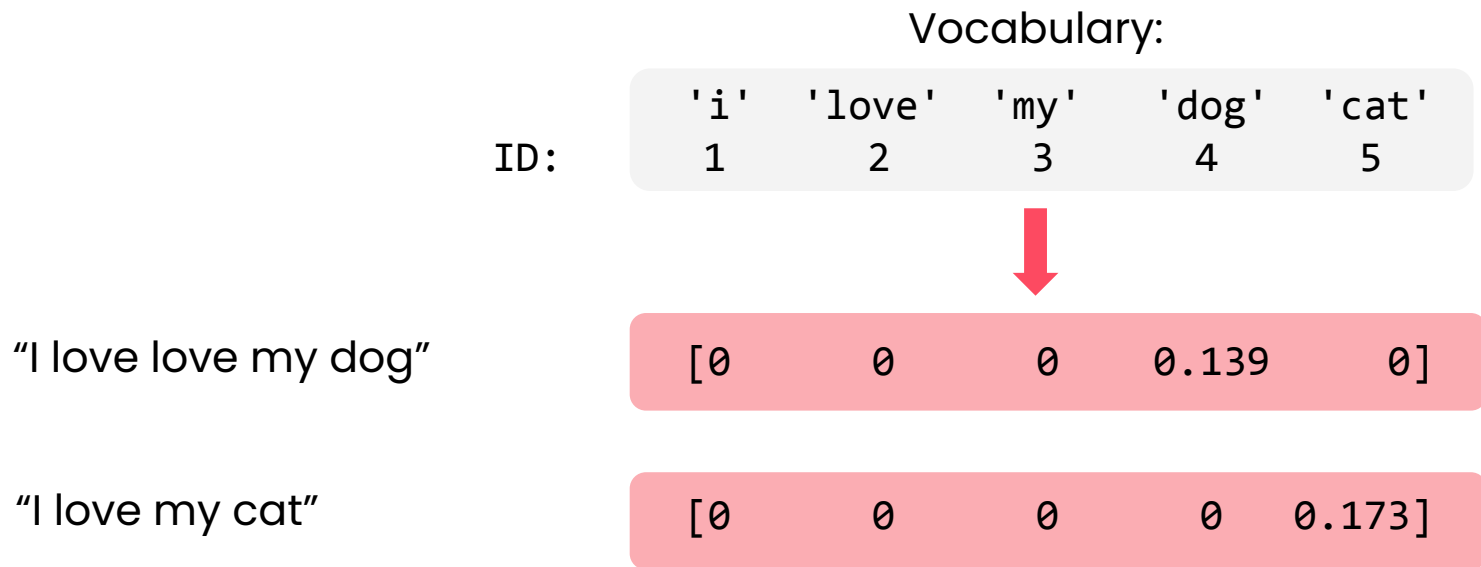 Vocabulary:
'i' 'love' 'my' 'dog' 'cat'
ID: 1 2 3 4 5
“I love love my dog” [0 0 0 0.139 0]
“I love my cat” [0 0 0 0 0.173]